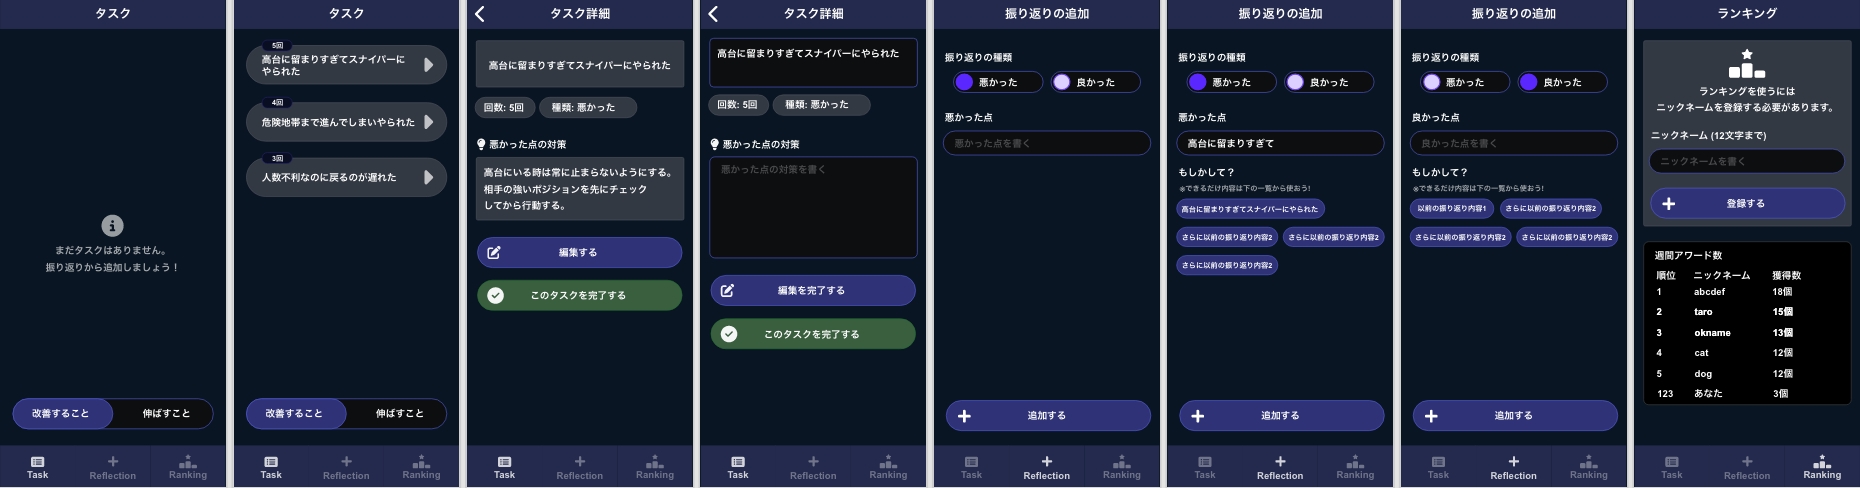 タスク
まだタスクはありません。
振り返りから追加しましょう！
改善すること
伸ばすこと
Task
Reflection
Ranking
タスク
5回
高台に留まりすぎてスナイパーに
やられた
4回
危険地帯まで進んでしまいやられた
3回
人数不利なのに戻るのが遅れた
改善すること
伸ばすこと
Task
Reflection
Ranking
タスク詳細
高台に留まりすぎてスナイパーにやられた
回数: 5回
種類: 悪かった
悪かった点の対策
高台にいる時は常に止まらないようにする。
相手の強いポジションを先にチェック
してから行動する。
編集する
このタスクを完了する
Task
Reflection
Ranking
タスク詳細
高台に留まりすぎてスナイパーにやられた
回数: 5回
種類: 悪かった
悪かった点の対策
悪かった点の対策を書く
編集を完了する
このタスクを完了する
Task
Reflection
Ranking
振り返りの追加
振り返りの種類
悪かった
良かった
悪かった点
悪かった点を書く
追加する
Task
Reflection
Ranking
振り返りの追加
振り返りの種類
悪かった
良かった
悪かった点
高台に留まりすぎて
もしかして？
※できるだけ内容は下の一覧から使おう!
高台に留まりすぎてスナイパーにやられた
さらに以前の振り返り内容2
さらに以前の振り返り内容2
さらに以前の振り返り内容2
追加する
Task
Reflection
Ranking
振り返りの追加
振り返りの種類
悪かった
良かった
良かった点
良かった点を書く
もしかして？
※できるだけ内容は下の一覧から使おう!
以前の振り返り内容1
さらに以前の振り返り内容2
さらに以前の振り返り内容2
さらに以前の振り返り内容2
追加する
Task
Reflection
Ranking
ランキング
ランキングを使うには
ニックネームを登録する必要があります。
ニックネーム (12文字まで)
ニックネームを書く
登録する
週間アワード数
順位 ニックネーム 獲得数
1 abcdef 18個
2 taro 15個
3 okname 13個
4 cat 12個
5 dog 12個
123 あなた 3個
Task
Reflection
Ranking